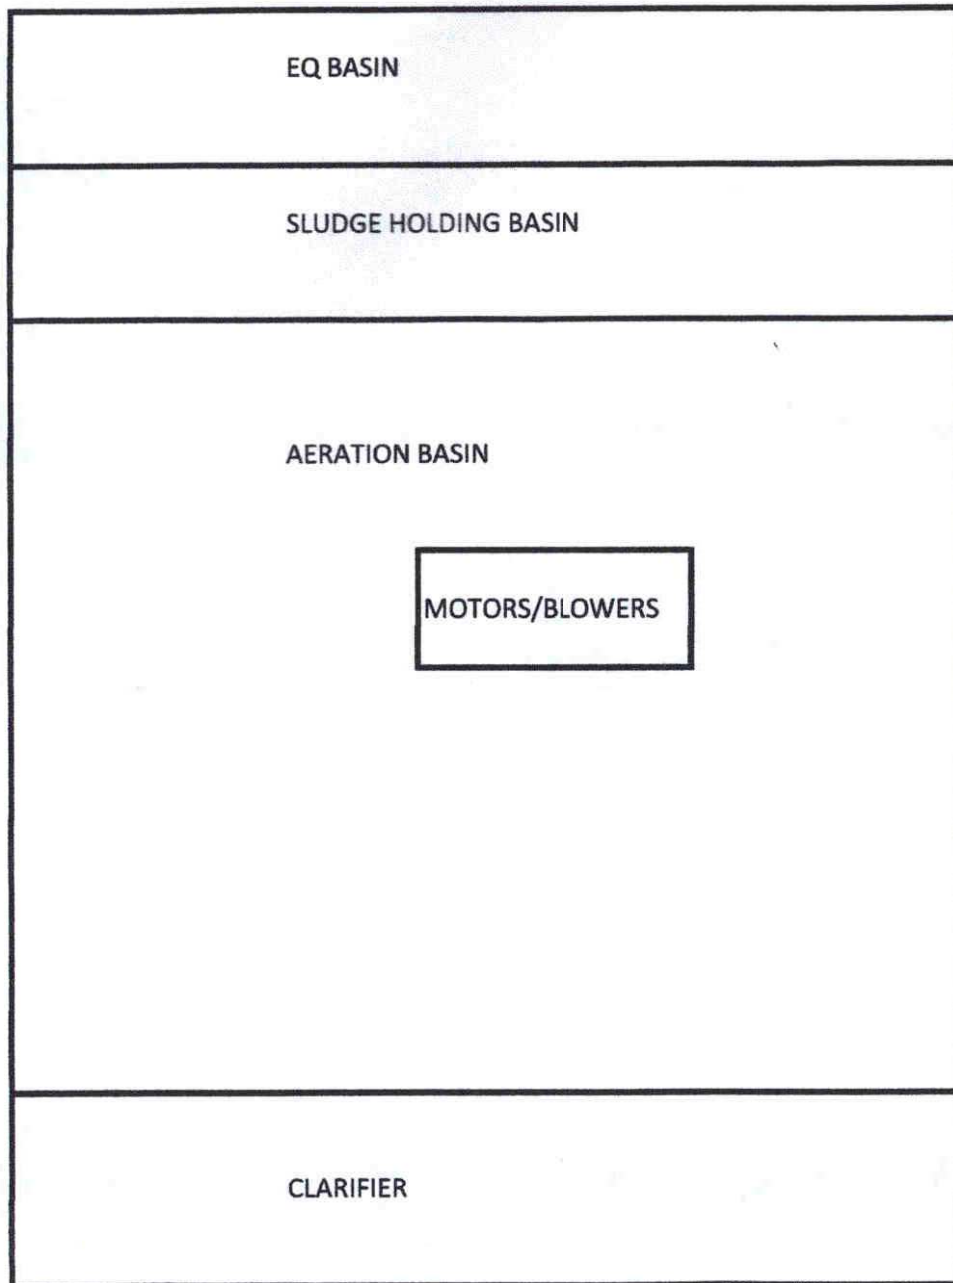 EQ BASIN
SLUDGE HOLDING BASIN
AERATION BASIN
MOTORS/BLOWERS
CLARIFIER